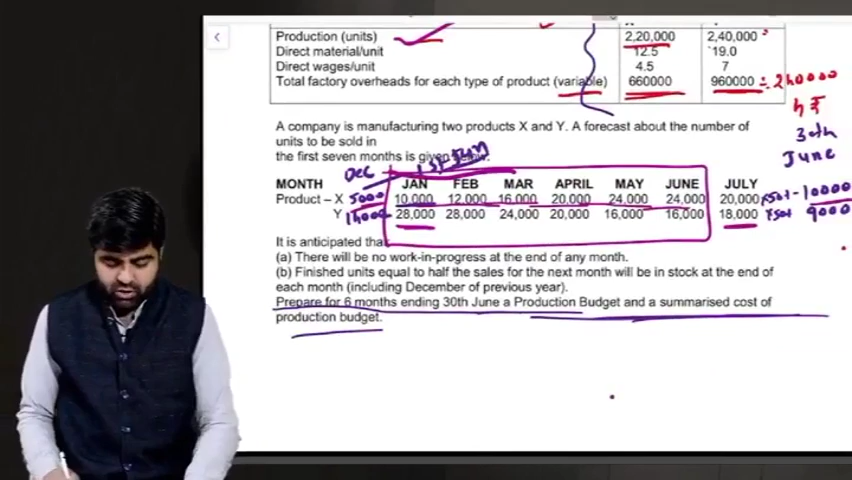 Production (units) 2,20,000 2,40,000
Direct material/unit 12.5 19.0
Direct wages/unit 4.5 7
Total factory overheads for each type of product (variable) 660000 960000 ÷ 240000
4 ₹
30th
June
A company is manufacturing two products X and Y. A forecast about the number of
units to be sold in
the first seven months is given below:
Dec 1st Jan
MONTH JAN FEB MAR APRIL MAY JUNE JULY
Product – X 5000 10,000 12,000 16,000 20,000 24,000 24,000 20,000 x 50% - 10000
Y 14000 28,000 28,000 24,000 20,000 16,000 16,000 18,000 x 50% 9000
It is anticipated that
(a) There will be no work-in-progress at the end of any month.
(b) Finished units equal to half the sales for the next month will be in stock at the end of
each month (including December of previous year).
Prepare for 6 months ending 30th June a Production Budget and a summarised cost of
production budget.